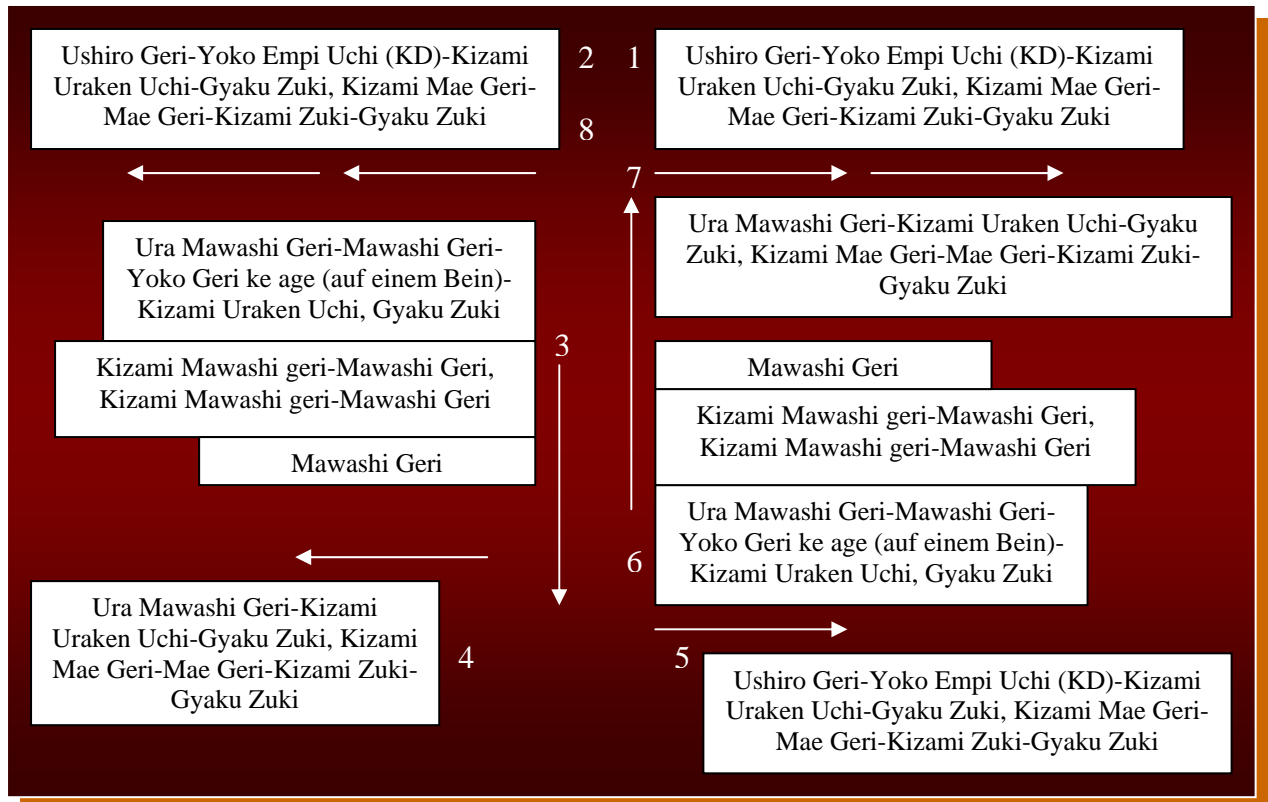 Ushiro Geri-Yoko Empi Uchi (KD)-Kizami
Uraken Uchi-Gyaku Zuki, Kizami Mae Geri-
Mae Geri-Kizami Zuki-Gyaku Zuki
2
8
1
Ushiro Geri-Yoko Empi Uchi (KD)-Kizami
Uraken Uchi-Gyaku Zuki, Kizami Mae Geri-
Mae Geri-Kizami Zuki-Gyaku Zuki
7
Ura Mawashi Geri-Kizami Uraken Uchi-Gyaku
Zuki, Kizami Mae Geri-Mae Geri-Kizami Zuki-
Gyaku Zuki
Ura Mawashi Geri-Mawashi Geri-
Yoko Geri ke age (auf einem Bein)-
Kizami Uraken Uchi, Gyaku Zuki
3
Kizami Mawashi geri-Mawashi Geri,
Kizami Mawashi geri-Mawashi Geri
Mawashi Geri
Mawashi Geri
Kizami Mawashi geri-Mawashi Geri,
Kizami Mawashi geri-Mawashi Geri
Ura Mawashi Geri-Mawashi Geri-
Yoko Geri ke age (auf einem Bein)-
Kizami Uraken Uchi, Gyaku Zuki
6
Ura Mawashi Geri-Kizami
Uraken Uchi-Gyaku Zuki, Kizami
Mae Geri-Mae Geri-Kizami Zuki-
Gyaku Zuki
4
5
Ushiro Geri-Yoko Empi Uchi (KD)-Kizami
Uraken Uchi-Gyaku Zuki, Kizami Mae Geri-
Mae Geri-Kizami Zuki-Gyaku Zuki